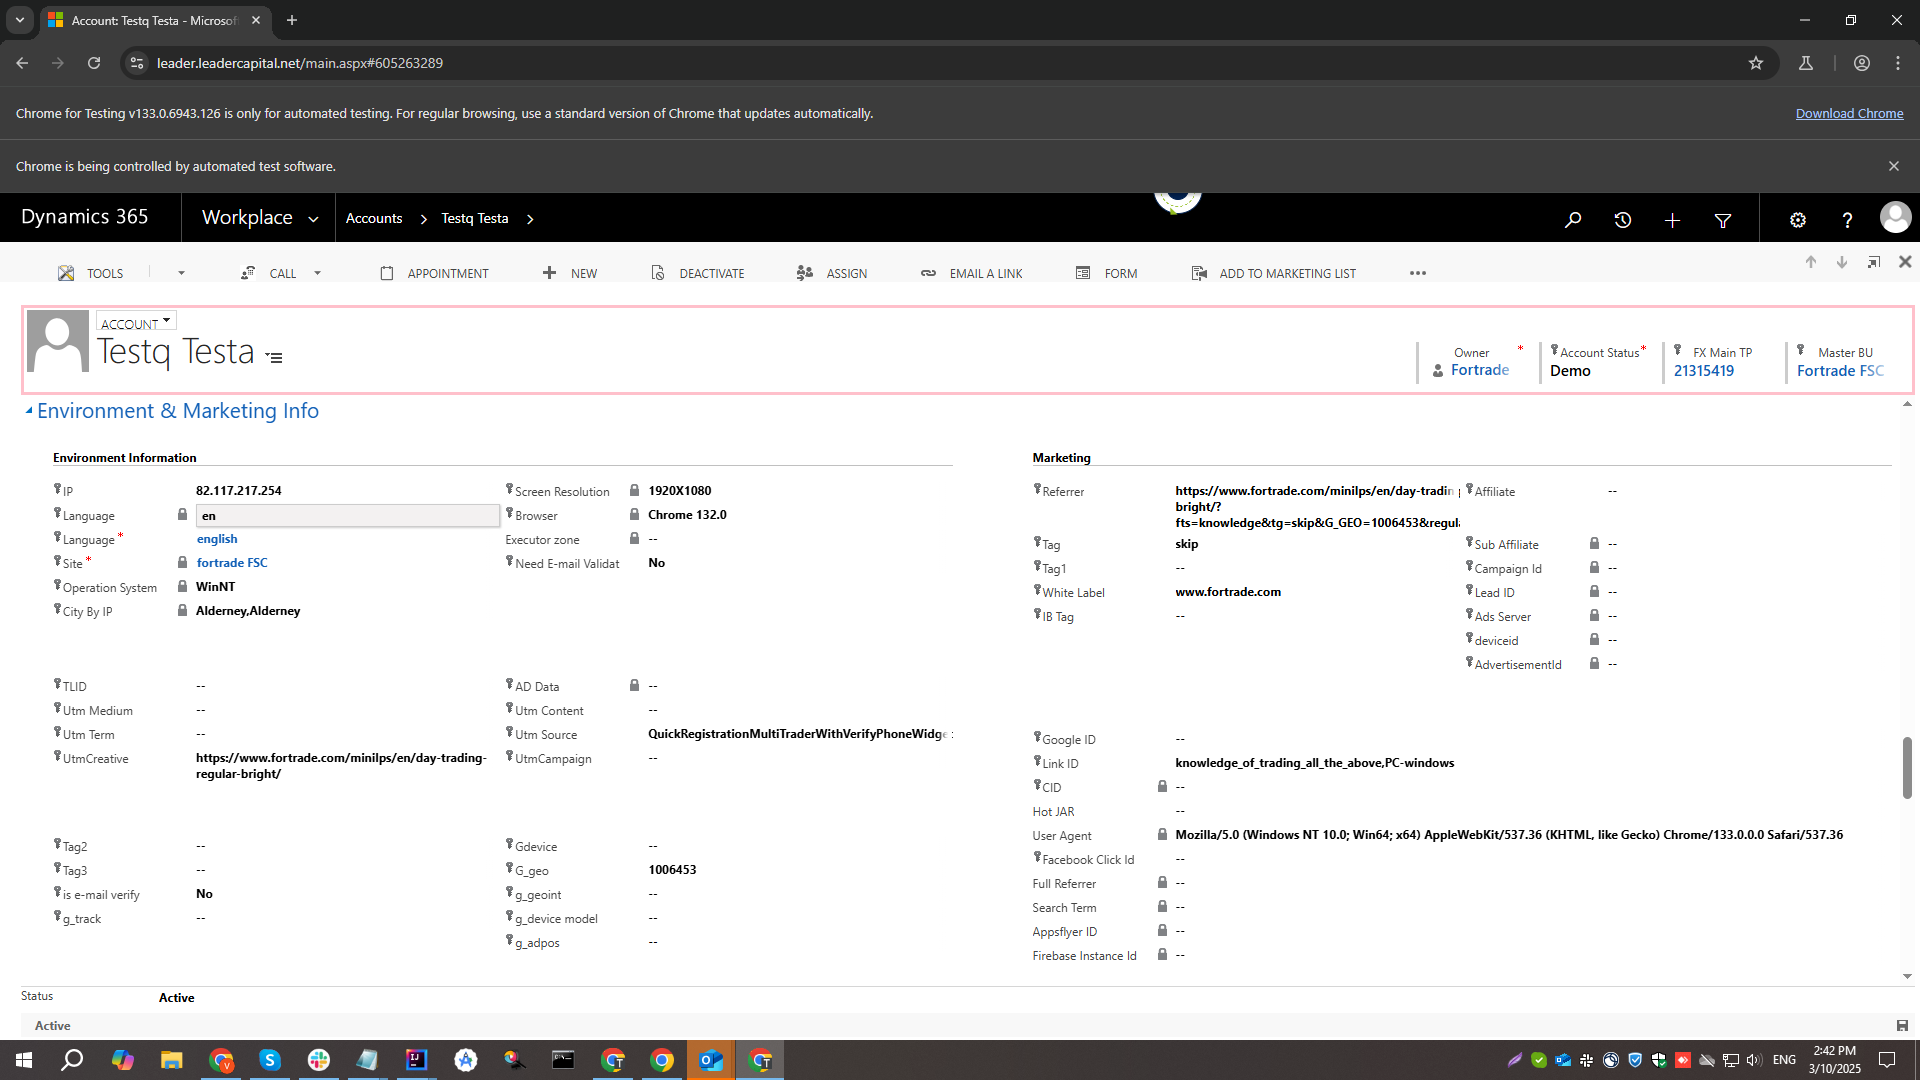 Account: Testq Testa - Microsof
leader.leadercapital.net/main.aspx#605263289
Chrome for Testing v133.0.6943.126 is only for automated testing. For regular browsing, use a standard version of Chrome that updates automatically.
Download Chrome
Chrome is being controlled by automated test software.
Dynamics 365
Workplace
Accounts
Testq Testa
TOOLS
CALL
APPOINTMENT
NEW
DEACTIVATE
ASSIGN
EMAIL A LINK
FORM
ADD TO MARKETING LIST
ACCOUNT
Testq Testa
Owner *
Fortrade
Account Status *
Demo
FX Main TP
21315419
Master BU
Fortrade FSC
Environment & Marketing Info
Environment Information
IP 82.117.217.254
Language en
Language * english
Site * fortrade FSC
Operation System WinNT
City By IP Alderney,Alderney
Screen Resolution 1920X1080
Browser Chrome 132.0
Executor zone --
Need E-mail Validat No
TLID --
Utm Medium --
Utm Term --
UtmCreative https://www.fortrade.com/minilps/en/day-trading-
regular-bright/
AD Data --
Utm Content --
Utm Source QuickRegistrationMultiTraderWithVerifyPhoneWidge
UtmCampaign --
Tag2 --
Tag3 --
is e-mail verify No
g_track --
Gdevice --
G_geo 1006453
g_geoint --
g_device model --
g_adpos --
Marketing
Referrer https://www.fortrade.com/minilps/en/day-tradin
bright/?
fts=knowledge&tg=skip&G_GEO=1006453&regula
Tag skip
Tag1 --
White Label www.fortrade.com
IB Tag --
Affiliate --
Sub Affiliate --
Campaign Id --
Lead ID --
Ads Server --
deviceid --
AdvertisementId --
Google ID --
Link ID knowledge_of_trading_all_the_above,PC-windows
CID --
Hot JAR --
User Agent Mozilla/5.0 (Windows NT 10.0; Win64; x64) AppleWebKit/537.36 (KHTML, like Gecko) Chrome/133.0.0.0 Safari/537.36
Facebook Click Id --
Full Referrer --
Search Term --
Appsflyer ID --
Firebase Instance Id --
Status Active
Active
ENG
2:42 PM
3/10/2025